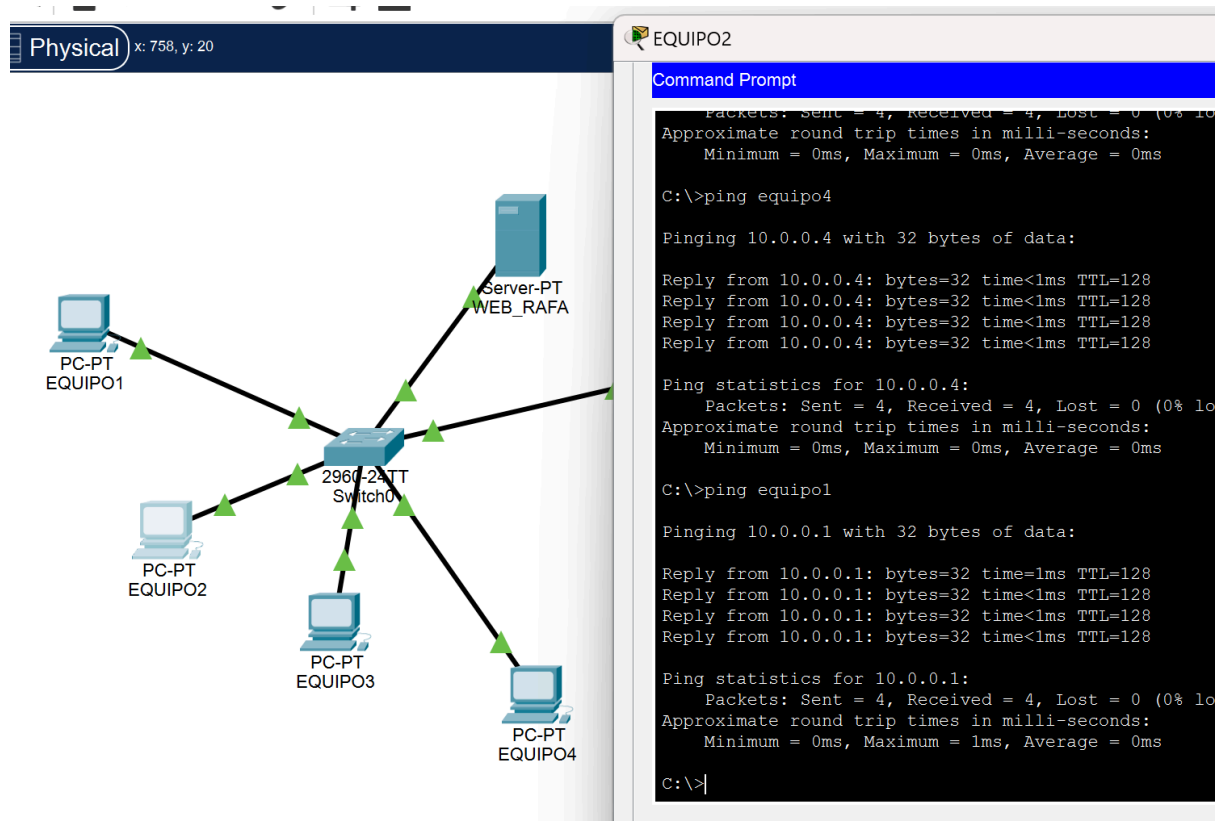 Physical x: 758, y: 20
Server-PT
WEB_RAFA
PC-PT
EQUIPO1
2960-24TT
Switch0
PC-PT
EQUIPO2
PC-PT
EQUIPO3
PC-PT
EQUIPO4
EQUIPO2
Command Prompt
Packets: Sent = 4, Received = 4, Lost = 0 (0% lo
Approximate round trip times in milli-seconds:
Minimum = 0ms, Maximum = 0ms, Average = 0ms
C:\>ping equipo4
Pinging 10.0.0.4 with 32 bytes of data:
Reply from 10.0.0.4: bytes=32 time<1ms TTL=128
Reply from 10.0.0.4: bytes=32 time<1ms TTL=128
Reply from 10.0.0.4: bytes=32 time<1ms TTL=128
Reply from 10.0.0.4: bytes=32 time<1ms TTL=128
Ping statistics for 10.0.0.4:
Packets: Sent = 4, Received = 4, Lost = 0 (0% lo
Approximate round trip times in milli-seconds:
Minimum = 0ms, Maximum = 0ms, Average = 0ms
C:\>ping equipo1
Pinging 10.0.0.1 with 32 bytes of data:
Reply from 10.0.0.1: bytes=32 time=1ms TTL=128
Reply from 10.0.0.1: bytes=32 time<1ms TTL=128
Reply from 10.0.0.1: bytes=32 time<1ms TTL=128
Reply from 10.0.0.1: bytes=32 time<1ms TTL=128
Ping statistics for 10.0.0.1:
Packets: Sent = 4, Received = 4, Lost = 0 (0% lo
Approximate round trip times in milli-seconds:
Minimum = 0ms, Maximum = 1ms, Average = 0ms
C:\>